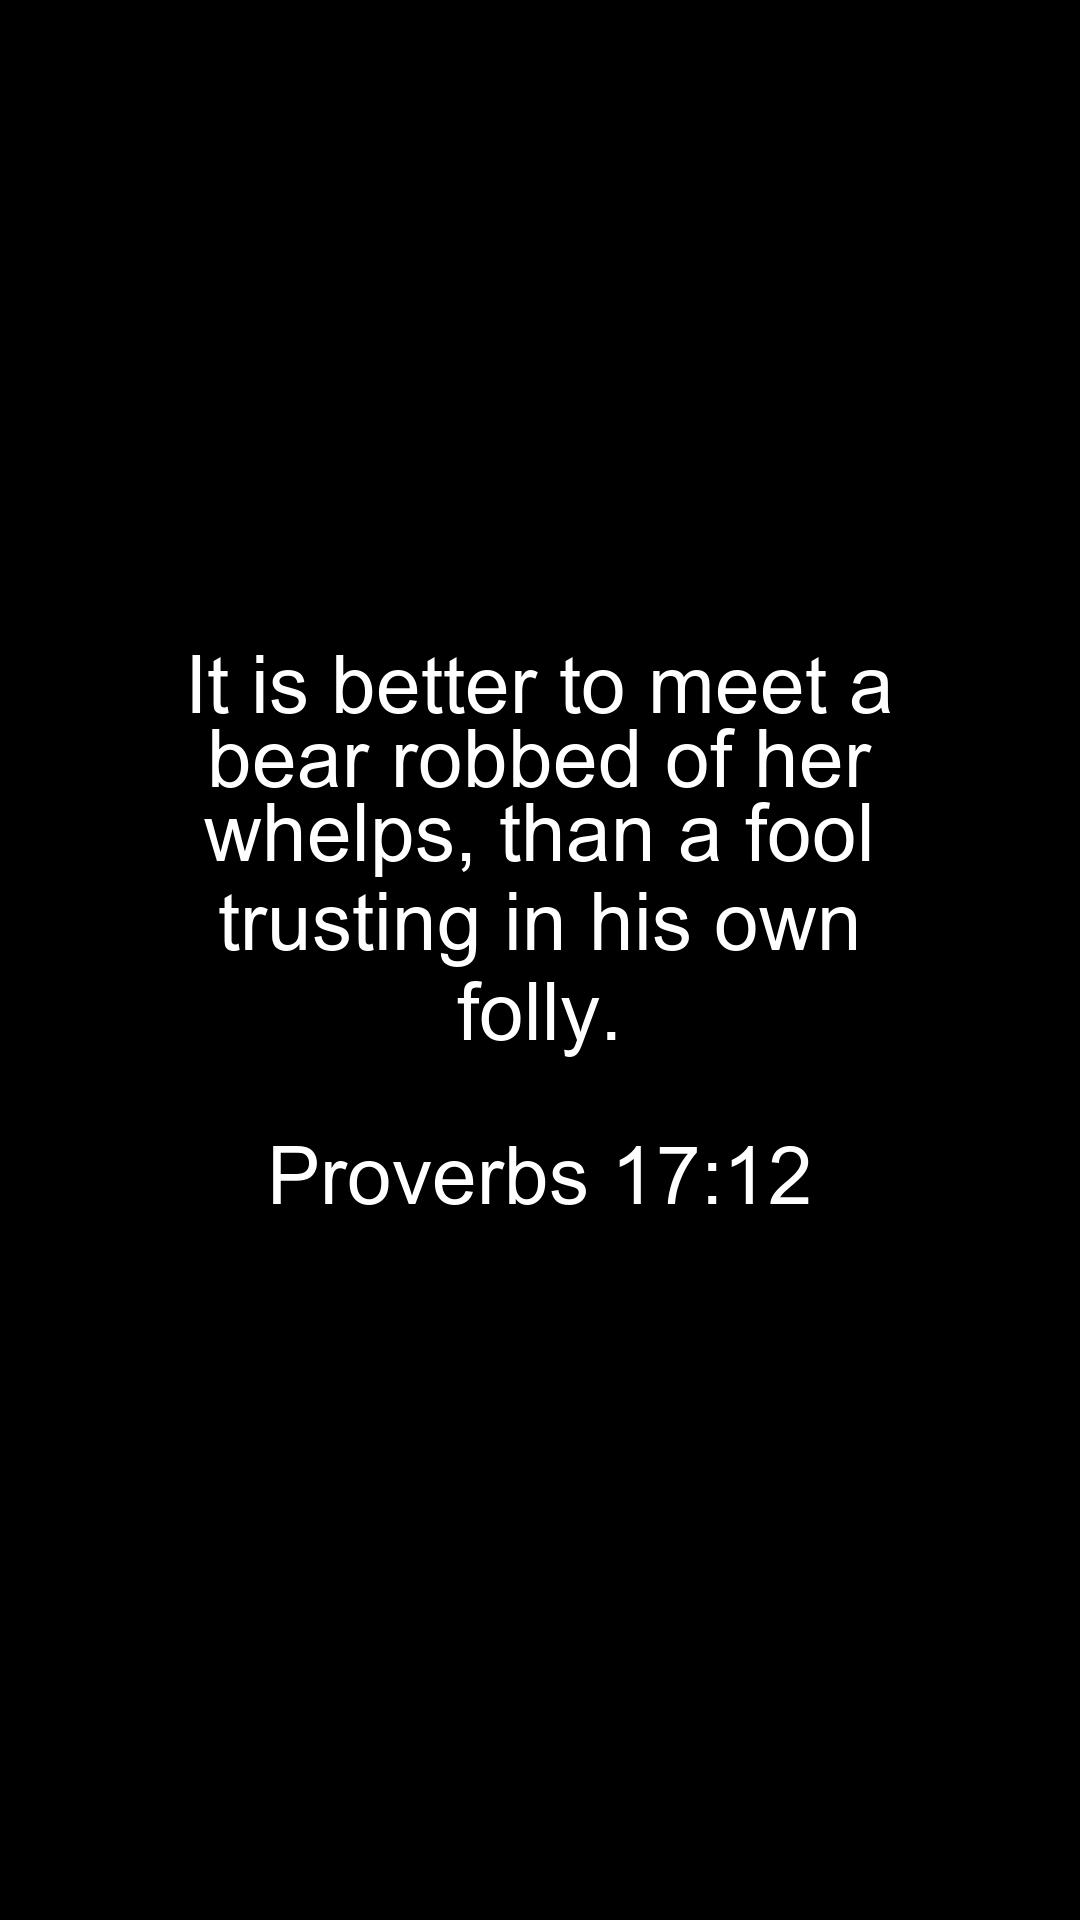 It is better to meet a
bear robbed of her
whelps, than a fool
trusting in his own
folly.
Proverbs 17:12